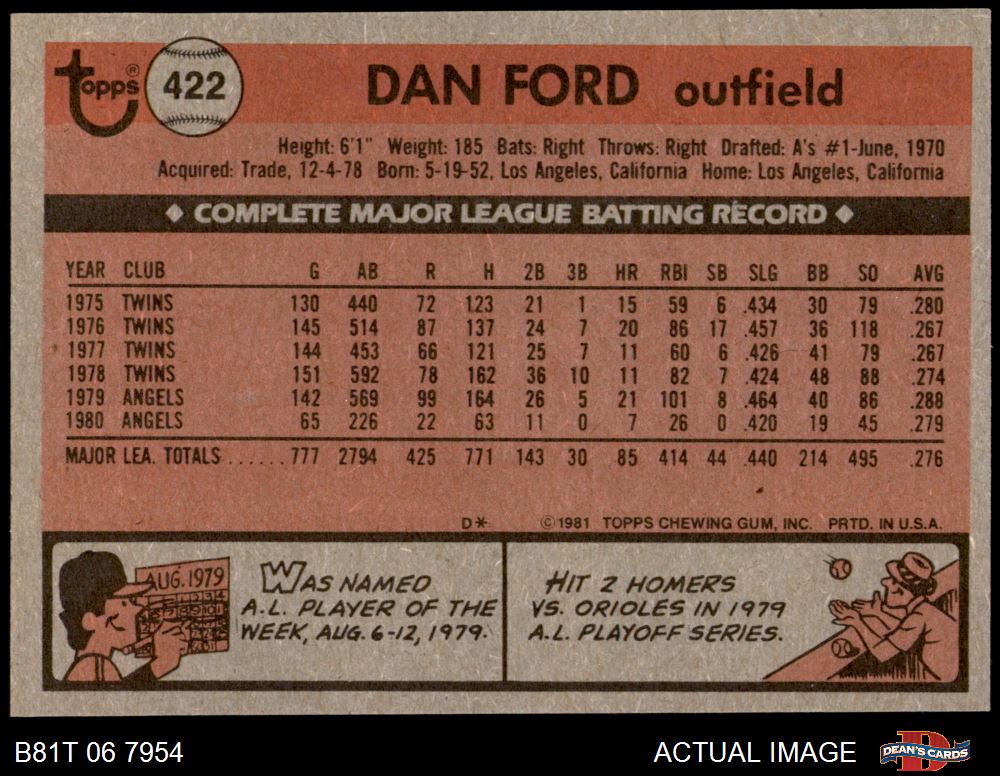 topps® 422 DAN FORD outfield
Height: 6'1" Weight: 185 Bats: Right Throws: Right Drafted: A's #1-June, 1970
Acquired: Trade, 12-4-78 Born: 5-19-52, Los Angeles, California Home: Los Angeles, California
◆ COMPLETE MAJOR LEAGUE BATTING RECORD ◆
YEAR CLUB G AB R H 2B 3B HR RBI SB SLG BB SO AVG
1975 TWINS 130 440 72 123 21 1 15 59 6 .434 30 79 .280
1976 TWINS 145 514 87 137 24 7 20 86 17 .457 36 118 .267
1977 TWINS 144 453 66 121 25 7 11 60 6 .426 41 79 .267
1978 TWINS 151 592 78 162 36 10 11 82 7 .424 48 88 .274
1979 ANGELS 142 569 99 164 26 5 21 101 8 .464 40 86 .288
1980 ANGELS 65 226 22 63 11 0 7 26 0 .420 19 45 .279
MAJOR LEA. TOTALS ...... 777 2794 425 771 143 30 85 414 44 .440 214 495 .276
D* ©1981 TOPPS CHEWING GUM, INC. PRTD. IN U.S.A.
AUG. 1979
WAS NAMED
A.L. PLAYER OF THE
WEEK, AUG. 6-12, 1979.
HIT 2 HOMERS
VS. ORIOLES IN 1979
A.L. PLAYOFF SERIES.
B81T 06 7954 ACTUAL IMAGE DEAN'S CARDS